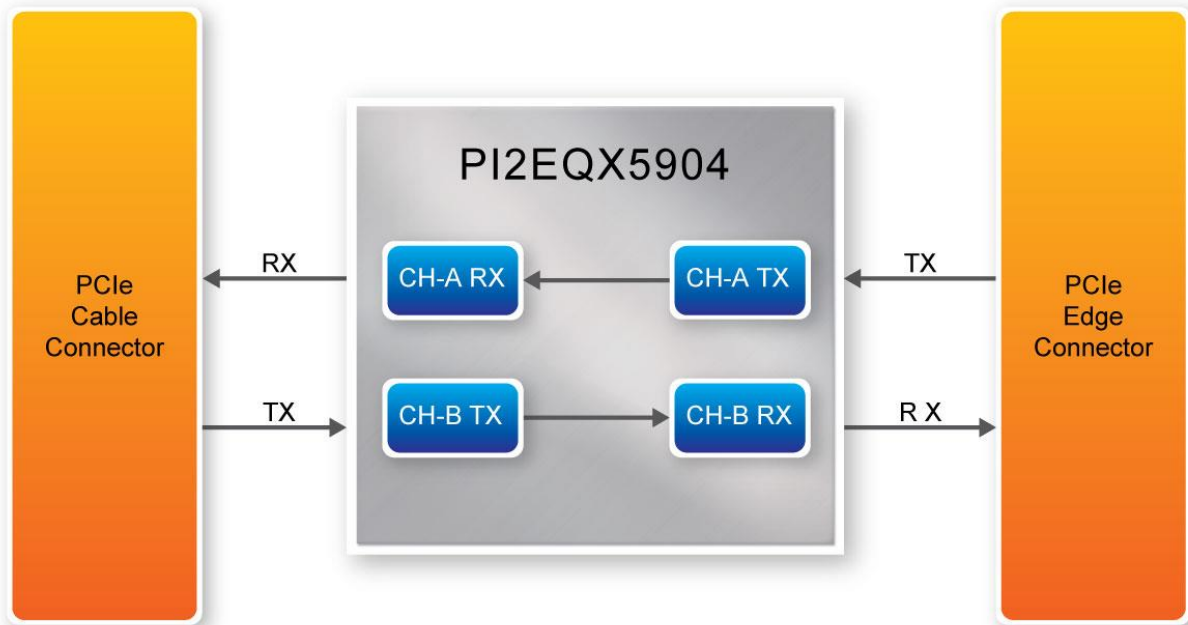 PI2EQX5904
RX
CH-A RX
CH-A TX
TX
PCIe
Cable
Connector
PCIe
Edge
Connector
TX
CH-B TX
CH-B RX
R X